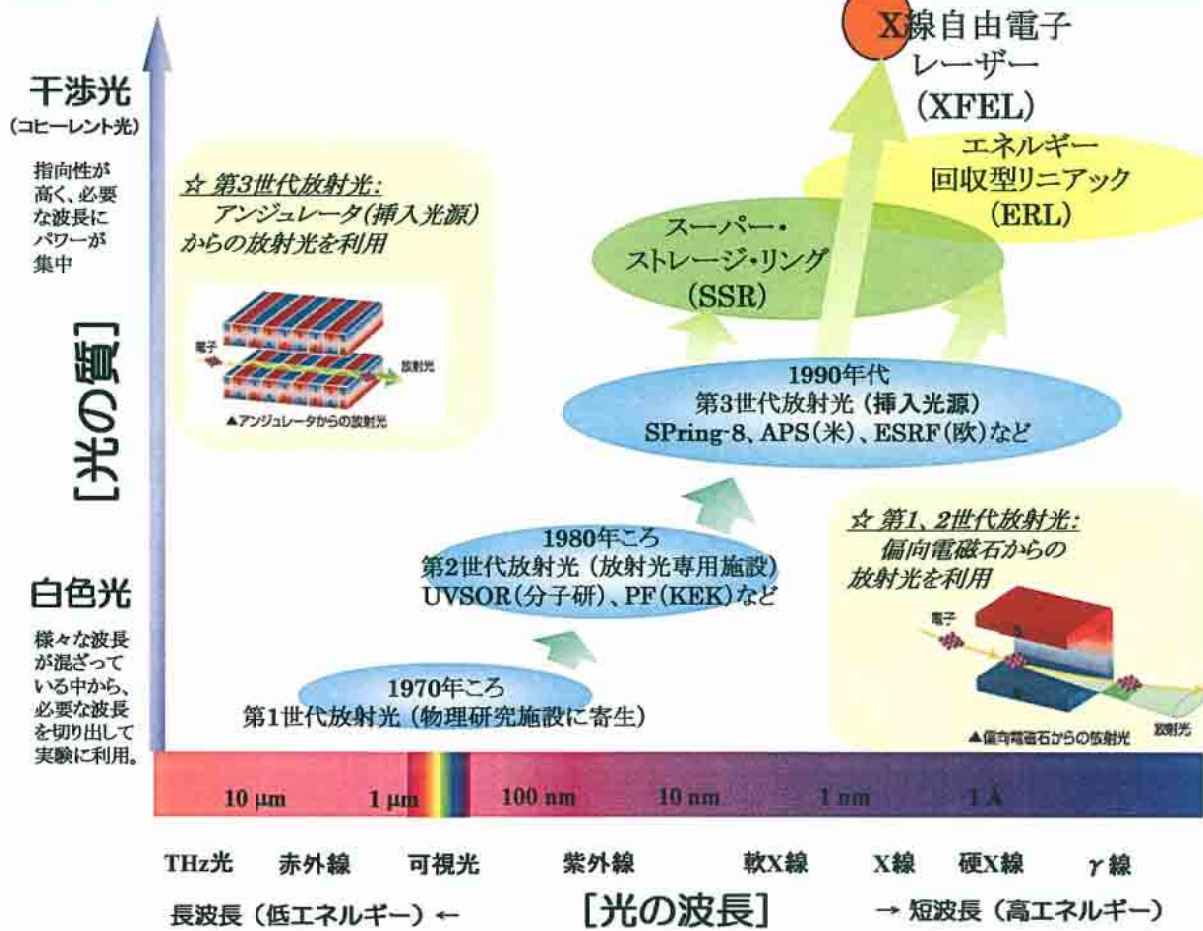 X線自由電子
レーザー
(XFEL)
エネルギー
回収型リニアック
(ERL)
スーパー・
ストレージ・リング
(SSR)
干渉光
(コヒーレント光)
指向性が
高く、必要
な波長に
パワーが
集中
☆ 第3世代放射光:
アンジュレータ(挿入光源)
からの放射光を利用
電子
放射光
▲アンジュレータからの放射光
[光の質]
1990年代
第3世代放射光 (挿入光源)
SPring-8、APS(米)、ESRF(欧)など
1980年ころ
第2世代放射光 (放射光専用施設)
UVSOR(分子研)、PF(KEK)など
☆ 第1、2世代放射光:
偏向電磁石からの
放射光を利用
電子
放射光
▲偏向電磁石からの放射光
白色光
様々な波長
が混ざって
いる中から、
必要な波長
を切り出して
実験に利用。
1970年ころ
第1世代放射光 (物理研究施設に寄生)
10 μm 1 μm 100 nm 10 nm 1 nm 1 Å
THz光 赤外線 可視光 紫外線 軟X線 X線 硬X線 γ線
長波長 (低エネルギー) ← [光の波長] → 短波長 (高エネルギー)